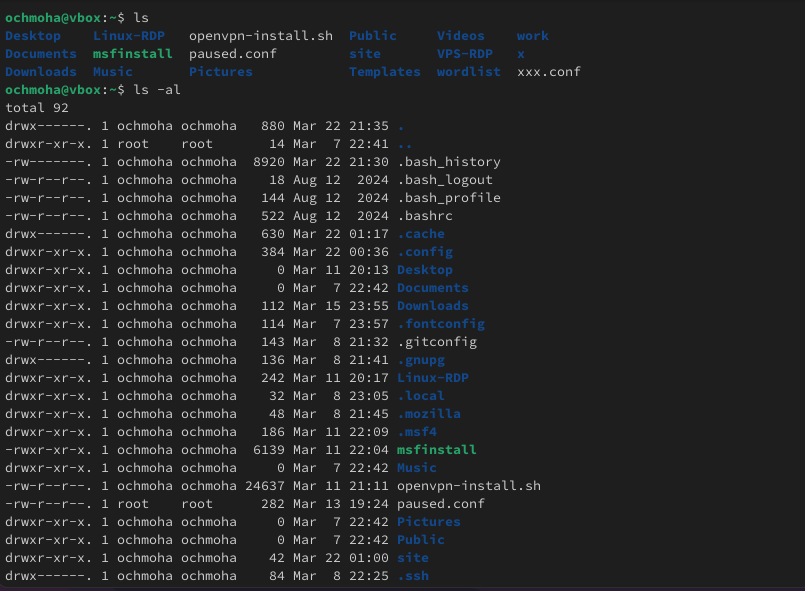 ochmoha@vbox:~$ ls
Desktop    Linux-RDP   openvpn-install.sh  Public     Videos    work
Documents  msfinstall  paused.conf         site       VPS-RDP   x
Downloads  Music       Pictures            Templates  wordlist  xxx.conf
ochmoha@vbox:~$ ls -al
total 92
drwx------. 1 ochmoha ochmoha   880 Mar 22 21:35 .
drwxr-xr-x. 1 root    root       14 Mar  7 22:41 ..
-rw-------. 1 ochmoha ochmoha  8920 Mar 22 21:30 .bash_history
-rw-r--r--. 1 ochmoha ochmoha    18 Aug 12  2024 .bash_logout
-rw-r--r--. 1 ochmoha ochmoha   144 Aug 12  2024 .bash_profile
-rw-r--r--. 1 ochmoha ochmoha   522 Aug 12  2024 .bashrc
drwx------. 1 ochmoha ochmoha   630 Mar 22 01:17 .cache
drwxr-xr-x. 1 ochmoha ochmoha   384 Mar 22 00:36 .config
drwxr-xr-x. 1 ochmoha ochmoha     0 Mar 11 20:13 Desktop
drwxr-xr-x. 1 ochmoha ochmoha     0 Mar  7 22:42 Documents
drwxr-xr-x. 1 ochmoha ochmoha   112 Mar 15 23:55 Downloads
drwxr-xr-x. 1 ochmoha ochmoha   114 Mar  7 23:57 .fontconfig
-rw-r--r--. 1 ochmoha ochmoha   143 Mar  8 21:32 .gitconfig
drwx------. 1 ochmoha ochmoha   136 Mar  8 21:41 .gnupg
drwxr-xr-x. 1 ochmoha ochmoha   242 Mar 11 20:17 Linux-RDP
drwxr-xr-x. 1 ochmoha ochmoha    32 Mar  8 23:05 .local
drwxr-xr-x. 1 ochmoha ochmoha    48 Mar  8 21:45 .mozilla
drwxr-xr-x. 1 ochmoha ochmoha   186 Mar 11 22:09 .msf4
-rwxr-xr-x. 1 ochmoha ochmoha  6139 Mar 11 22:04 msfinstall
drwxr-xr-x. 1 ochmoha ochmoha     0 Mar  7 22:42 Music
-rw-r--r--. 1 ochmoha ochmoha 24637 Mar 11 21:11 openvpn-install.sh
-rw-r--r--. 1 root    root      282 Mar 13 19:24 paused.conf
drwxr-xr-x. 1 ochmoha ochmoha     0 Mar  7 22:42 Pictures
drwxr-xr-x. 1 ochmoha ochmoha     0 Mar  7 22:42 Public
drwxr-xr-x. 1 ochmoha ochmoha    42 Mar 22 01:00 site
drwx------. 1 ochmoha ochmoha    84 Mar  8 22:25 .ssh